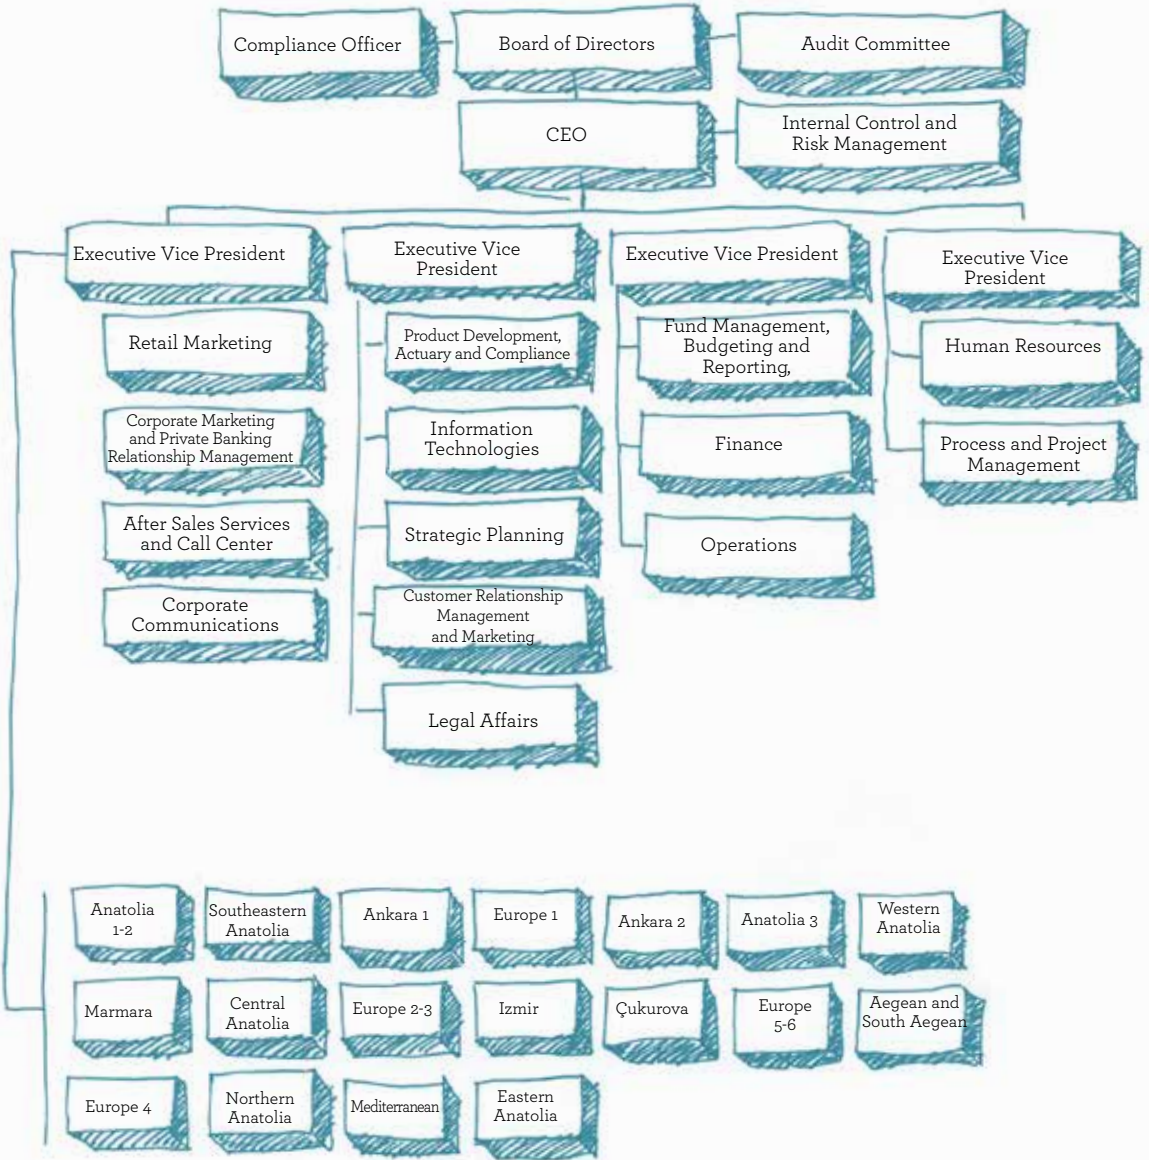 Compliance Officer
Board of Directors
Audit Committee
CEO
Internal Control and
Risk Management
Executive Vice President
Retail Marketing
Corporate Marketing
and Private Banking
Relationship Management
After Sales Services
and Call Center
Corporate
Communications
Executive Vice
President
Product Development,
Actuary and Compliance
Information
Technologies
Strategic Planning
Customer Relationship
Management
and Marketing
Legal Affairs
Executive Vice President
Fund Management,
Budgeting and
Reporting,
Finance
Operations
Executive Vice
President
Human Resources
Process and Project
Management
Anatolia
1-2
Southeastern
Anatolia
Ankara 1
Europe 1
Ankara 2
Anatolia 3
Western
Anatolia
Marmara
Central
Anatolia
Europe 2-3
Izmir
Çukurova
Europe
5-6
Aegean and
South Aegean
Europe 4
Northern
Anatolia
Mediterranean
Eastern
Anatolia